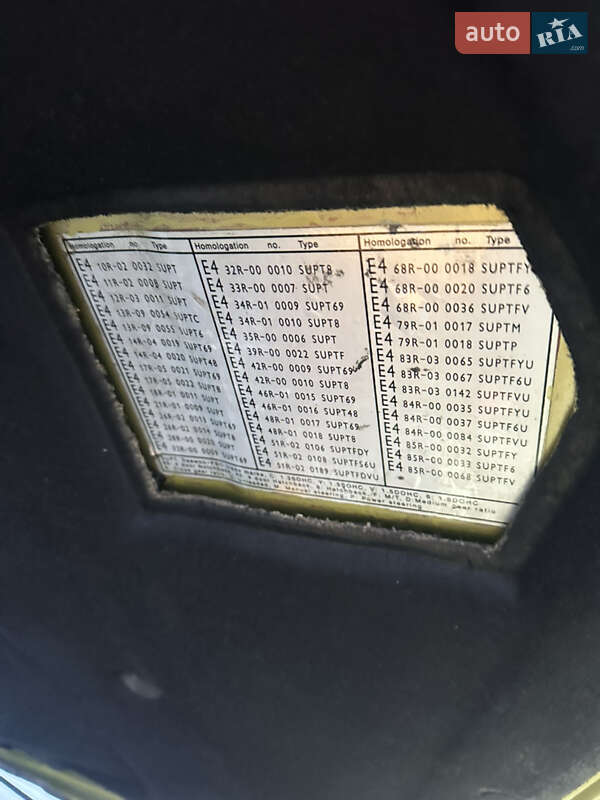 auto RIA .com
Homologation no. Type
E4 10R-02 0032 SUPT
E4 11R-02 0008 SUPT
12R-03 0011 SUPT
13R-09 0054 SUPTC
13R-09 0055 SUPT6
14R-04 0019 SUPT69
14R-04 0020 SUPT48
17R-05 0021 SUPT69
17R-05 0022 SUPT8
Homologation no. Type
E4 32R-00 0010 SUPT8
E4 33R-00 0007 SUPT
E4 34R-01 0009 SUPT69
E4 34R-01 0010 SUPT8
E4 35R-00 0006 SUPT
E4 39R-00 0022 SUPTF
E4 42R-00 0009 SUPT69
E4 42R-00 0010 SUPT8
E4 46R-01 0015 SUPT69
E4 46R-01 0016 SUPT48
E4 48R-01 0017 SUPT69
E4 48R-01 0018 SUPT8
E4 51R-02 0106 SUPTFDY
E4 51R-02 0108 SUPTFS6U
E4 51R-02 0189 SUPTFDVU
Homologation no. Type
E4 68R-00 0018 SUPTFY
E4 68R-00 0020 SUPTF6
E4 68R-00 0036 SUPTFV
E4 79R-01 0017 SUPTM
E4 79R-01 0018 SUPTP
E4 83R-03 0065 SUPTFYU
E4 83R-03 0067 SUPTF6U
E4 83R-03 0142 SUPTFVU
E4 84R-00 0035 SUPTFYU
E4 84R-00 0037 SUPTF6U
E4 84R-00 0084 SUPTFVU
E4 85R-00 0032 SUPTFY
E4 85R-00 0033 SUPTF6
E4 85R-00 0068 SUPTFV
M: Manual steering, P: Power steering